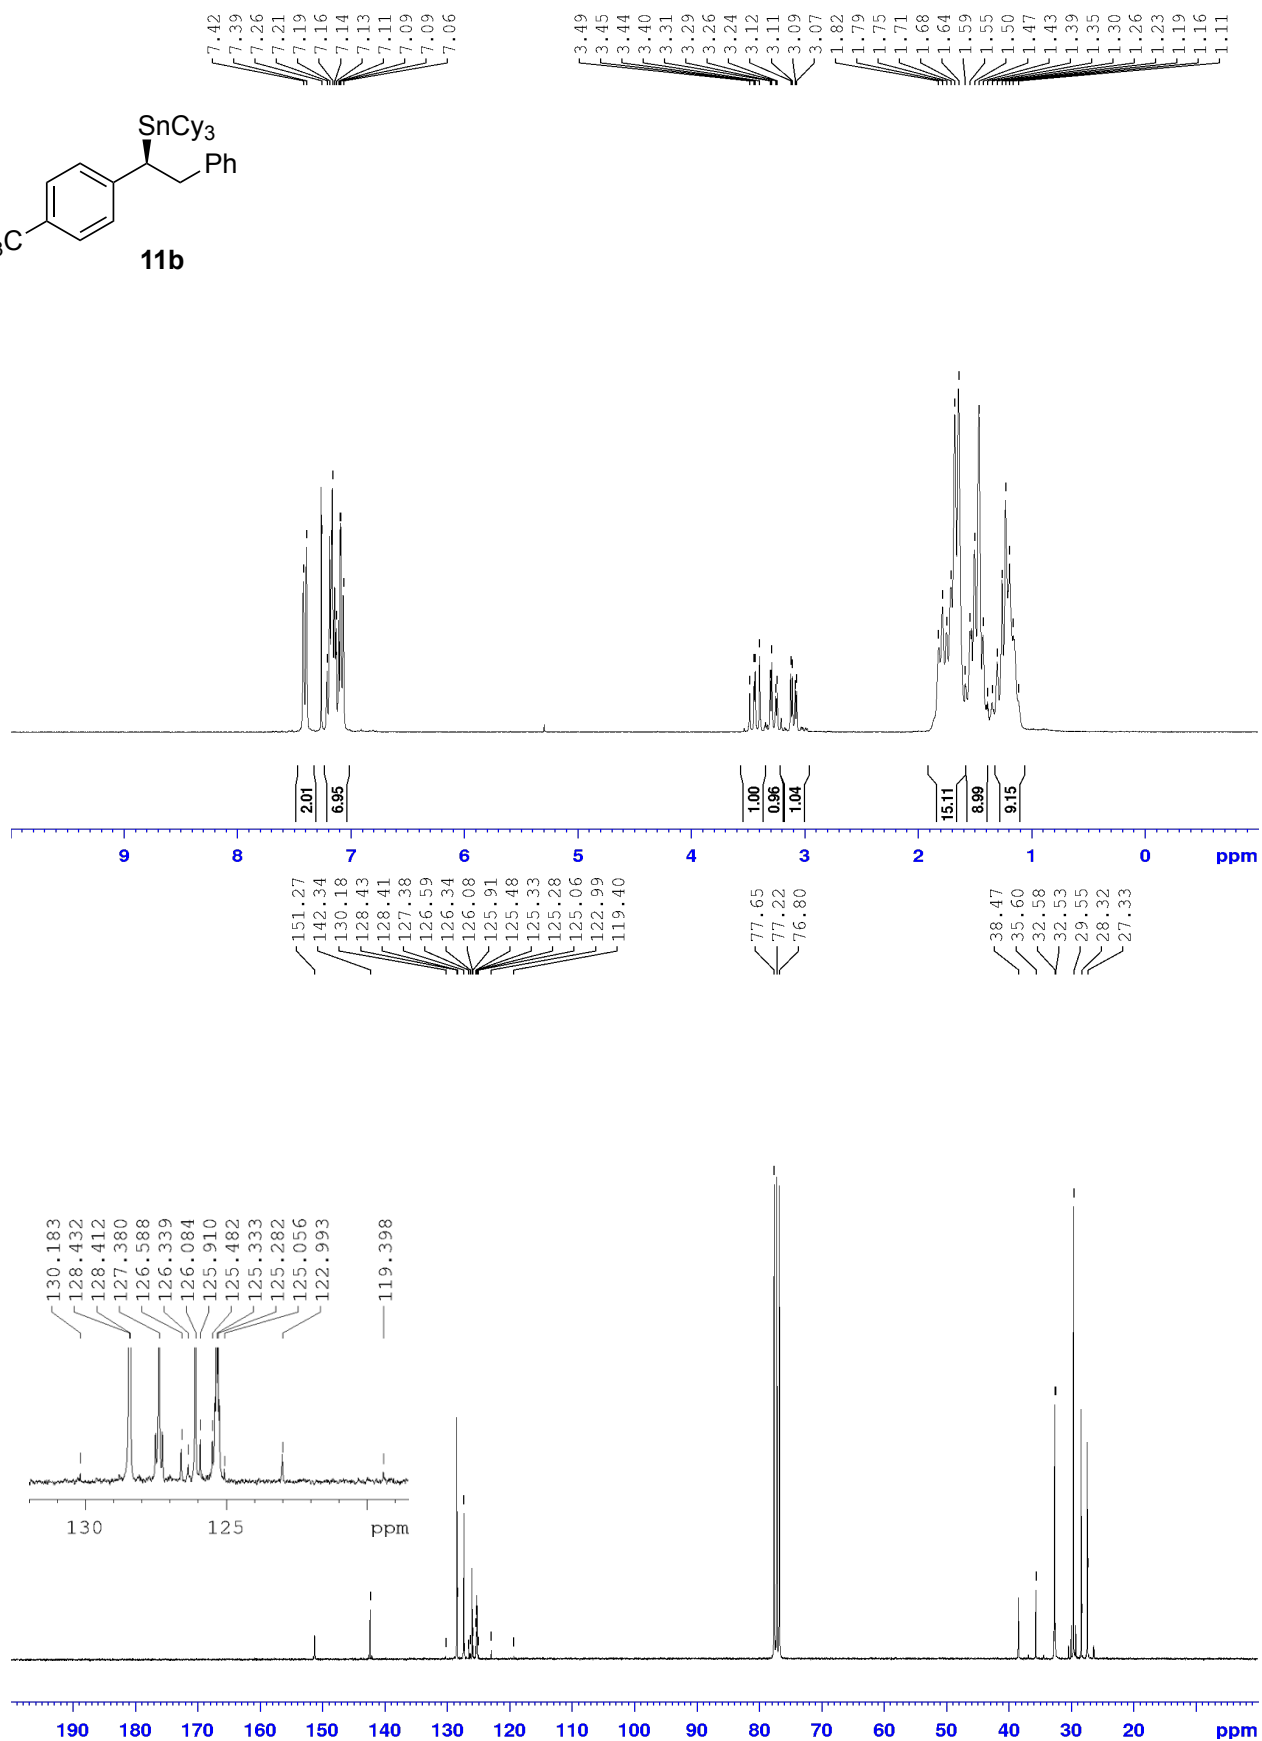 7.42 7.39 7.26 7.21 7.19 7.16 7.14 7.13 7.11 7.09 7.09 7.06
3.49 3.45 3.44 3.40 3.31 3.29 3.26 3.24 3.12 3.11 3.09 3.07 1.82 1.79 1.75 1.71 1.68 1.64 1.59 1.55 1.50 1.47 1.43 1.39 1.35 1.30 1.26 1.23 1.19 1.16 1.11
SnCy3
Ph
3C
11b
2.01 6.95 1.00 0.96 1.04 15.11 8.99 9.15
9 8 7 6 5 4 3 2 1 0 ppm
151.27 142.34 130.18 128.43 128.41 127.38 126.59 126.34 126.08 125.91 125.48 125.33 125.28 125.06 122.99 119.40
77.65 77.22 76.80
38.47 35.60 32.58 32.53 29.55 28.32 27.33
130.183 128.432 128.412 127.380 126.588 126.339 126.084 125.910 125.482 125.333 125.282 125.056 122.993 119.398
130 125 ppm
190 180 170 160 150 140 130 120 110 100 90 80 70 60 50 40 30 20 ppm